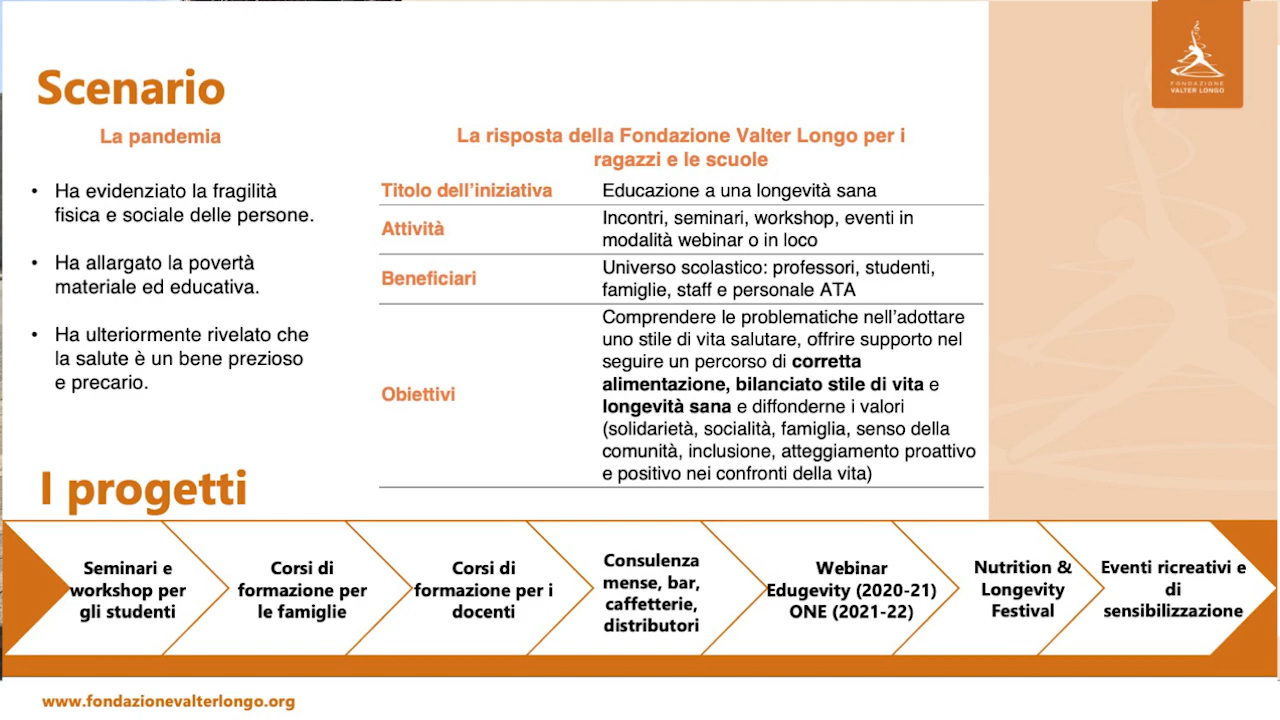 FONDAZIONE
VALTER LONGO
Scenario
La pandemia
• Ha evidenziato la fragilità
fisica e sociale delle persone.
• Ha allargato la povertà
materiale ed educativa.
• Ha ulteriormente rivelato che
la salute è un bene prezioso
e precario.
La risposta della Fondazione Valter Longo per i
ragazzi e le scuole
Titolo dell'iniziativa
Educazione a una longevità sana
Attività
Incontri, seminari, workshop, eventi in
modalità webinar o in loco
Beneficiari
Universo scolastico: professori, studenti,
famiglie, staff e personale ATA
Obiettivi
Comprendere le problematiche nell'adottare
uno stile di vita salutare, offrire supporto nel
seguire un percorso di corretta
alimentazione, bilanciato stile di vita e
longevità sana e diffonderne i valori
(solidarietà, socialità, famiglia, senso della
comunità, inclusione, atteggiamento proattivo
e positivo nei confronti della vita)
I progetti
Seminari e
workshop per
gli studenti
Corsi di
formazione per
le famiglie
Corsi di
formazione per i
docenti
Consulenza
mense, bar,
caffetterie,
distributori
Webinar
Edugevity (2020-21)
ONE (2021-22)
Nutrition &
Longevity
Festival
Eventi ricreativi e
di
sensibilizzazione
www.fondazionevalterlongo.org